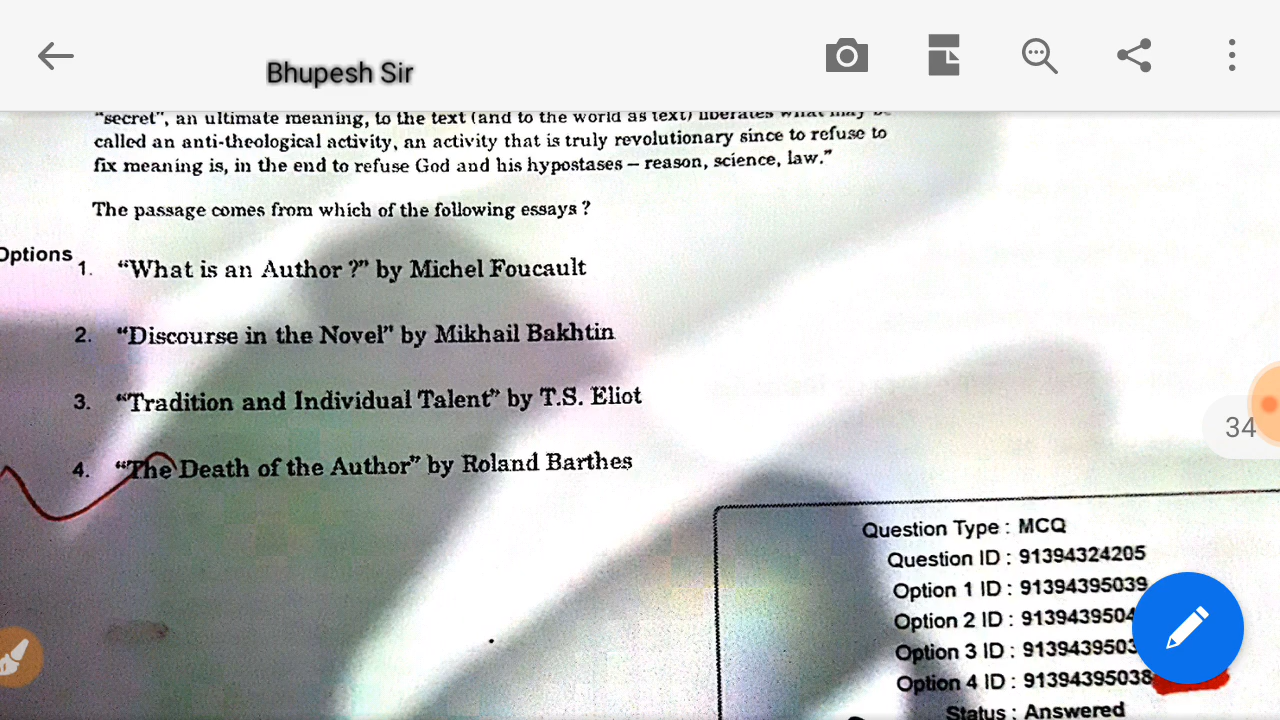 Bhupesh Sir
"secret", an ultimate meaning, to the text (and to the world as text) liberates what may be
called an anti-theological activity, an activity that is truly revolutionary since to refuse to
fix meaning is, in the end to refuse God and his hypostases – reason, science, law."
The passage comes from which of the following essays ?
Options
1. "What is an Author ?" by Michel Foucault
2. "Discourse in the Novel" by Mikhail Bakhtin
3. "Tradition and Individual Talent" by T.S. Eliot
34
4. "The Death of the Author" by Roland Barthes
Question Type : MCQ
Question ID : 91394324205
Option 1 ID : 91394395039
Option 2 ID : 913943950
Option 3 ID : 913943950
Option 4 ID : 91394395038
Status : Answered